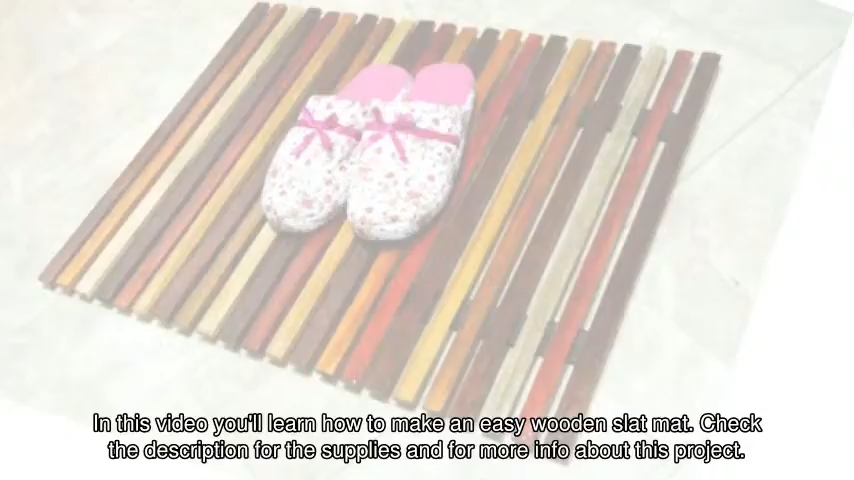 In this video you'll learn how to make an easy wooden slat mat. Check
the description for the supplies and for more info about this project.